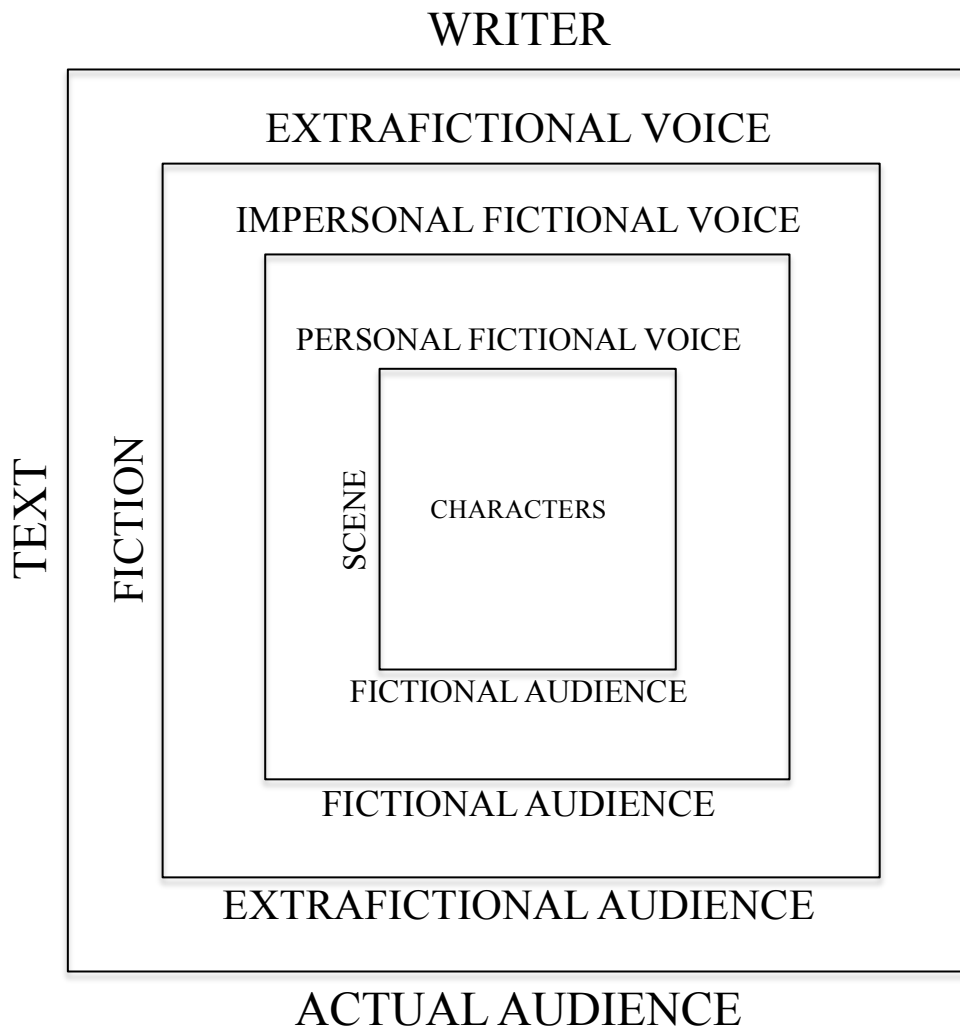 WRITER
EXTRAFICTIONAL VOICE
IMPERSONAL FICTIONAL VOICE
PERSONAL FICTIONAL VOICE
TEXT
FICTION
SCENE
CHARACTERS
FICTIONAL AUDIENCE
FICTIONAL AUDIENCE
EXTRAFICTIONAL AUDIENCE
ACTUAL AUDIENCE